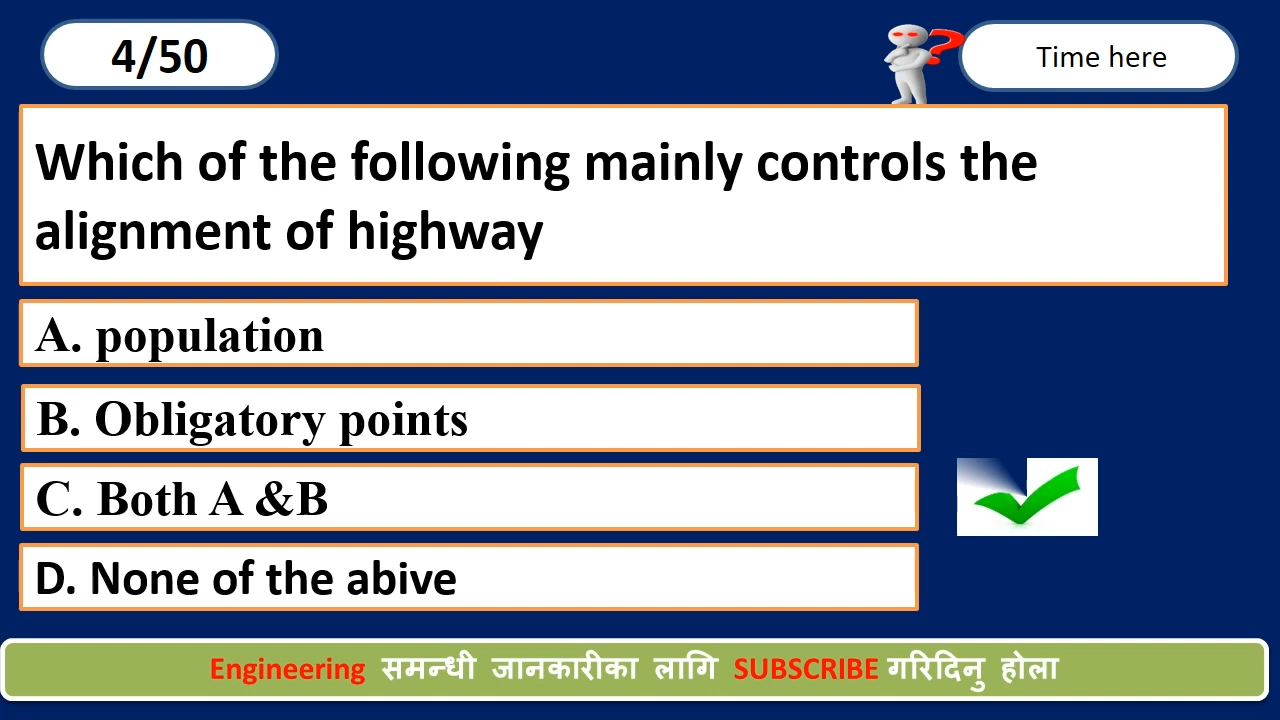 4/50
Time here
Which of the following mainly controls the
alignment of highway
A. population
B. Obligatory points
C. Both A &B
D. None of the abive
Engineering समन्धी जानकारीका लागि SUBSCRIBE गरिदिनु होला